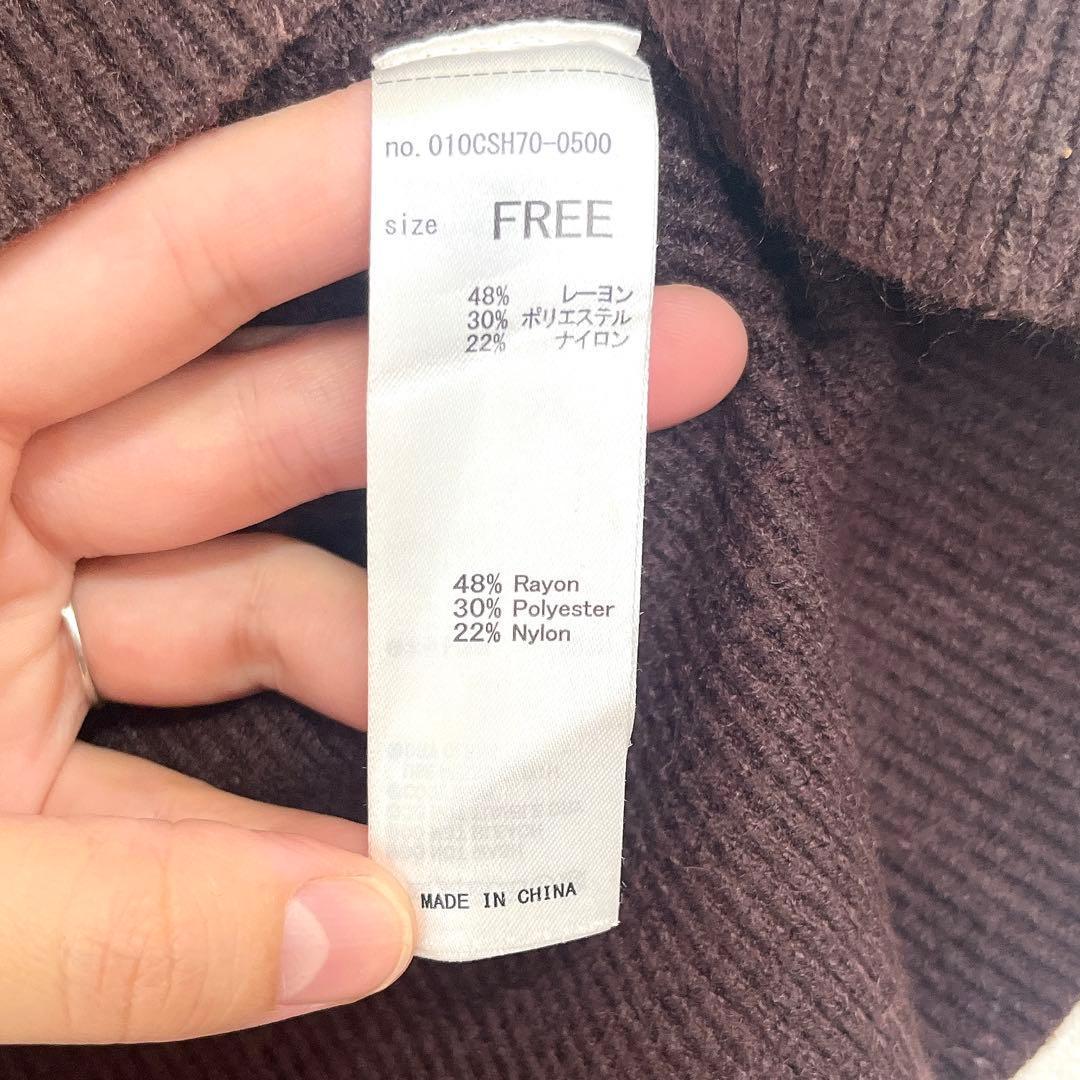 no. 010CSH70-0500
size FREE
48% レーヨン
30% ポリエステル
22% ナイロン
48% Rayon
30% Polyester
22% Nylon
MADE IN CHINA